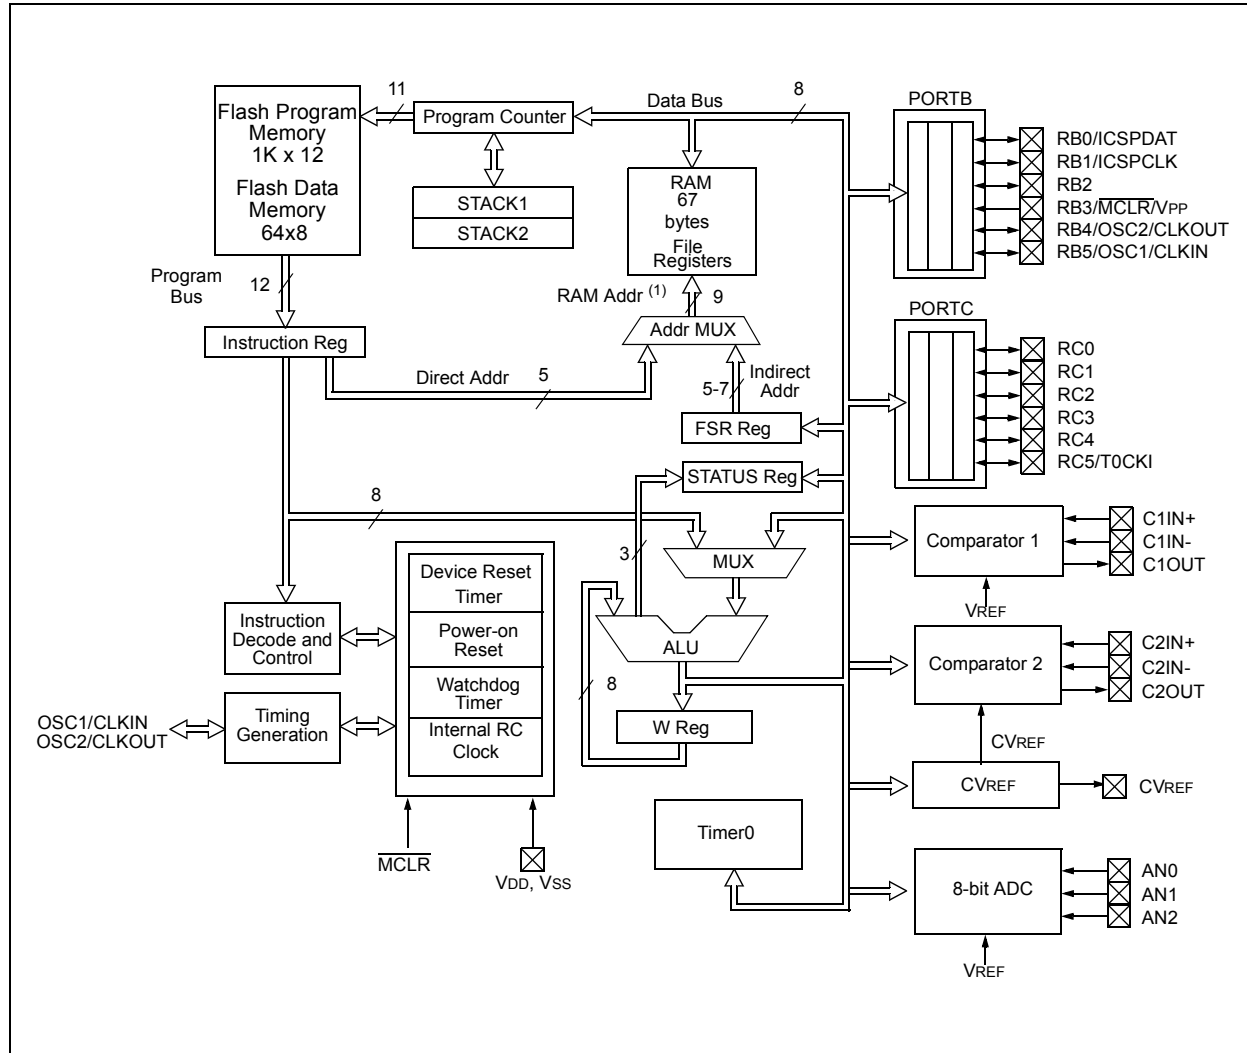 11
Flash Program
Memory
1K x 12
Flash Data
Memory
64x8
Program Counter
STACK1
STACK2
Data Bus
8
RAM
67
bytes
File
Registers
PORTB
RB0/ICSPDAT
RB1/ICSPCLK
RB2
RB3/MCLR/VPP
RB4/OSC2/CLKOUT
RB5/OSC1/CLKIN
Program
Bus
12
RAM Addr (1)
9
Addr MUX
Instruction Reg
Direct Addr
5
5-7
Indirect
Addr
FSR Reg
STATUS Reg
PORTC
RC0
RC1
RC2
RC3
RC4
RC5/T0CKI
8
3
MUX
ALU
8
W Reg
Device Reset
Timer
Power-on
Reset
Watchdog
Timer
Internal RC
Clock
Instruction
Decode and
Control
Timing
Generation
OSC1/CLKIN
OSC2/CLKOUT
MCLR
VDD, VSS
Timer0
Comparator 1
C1IN+
C1IN-
C1OUT
VREF
Comparator 2
C2IN+
C2IN-
C2OUT
CVREF
CVREF
CVREF
8-bit ADC
AN0
AN1
AN2
VREF